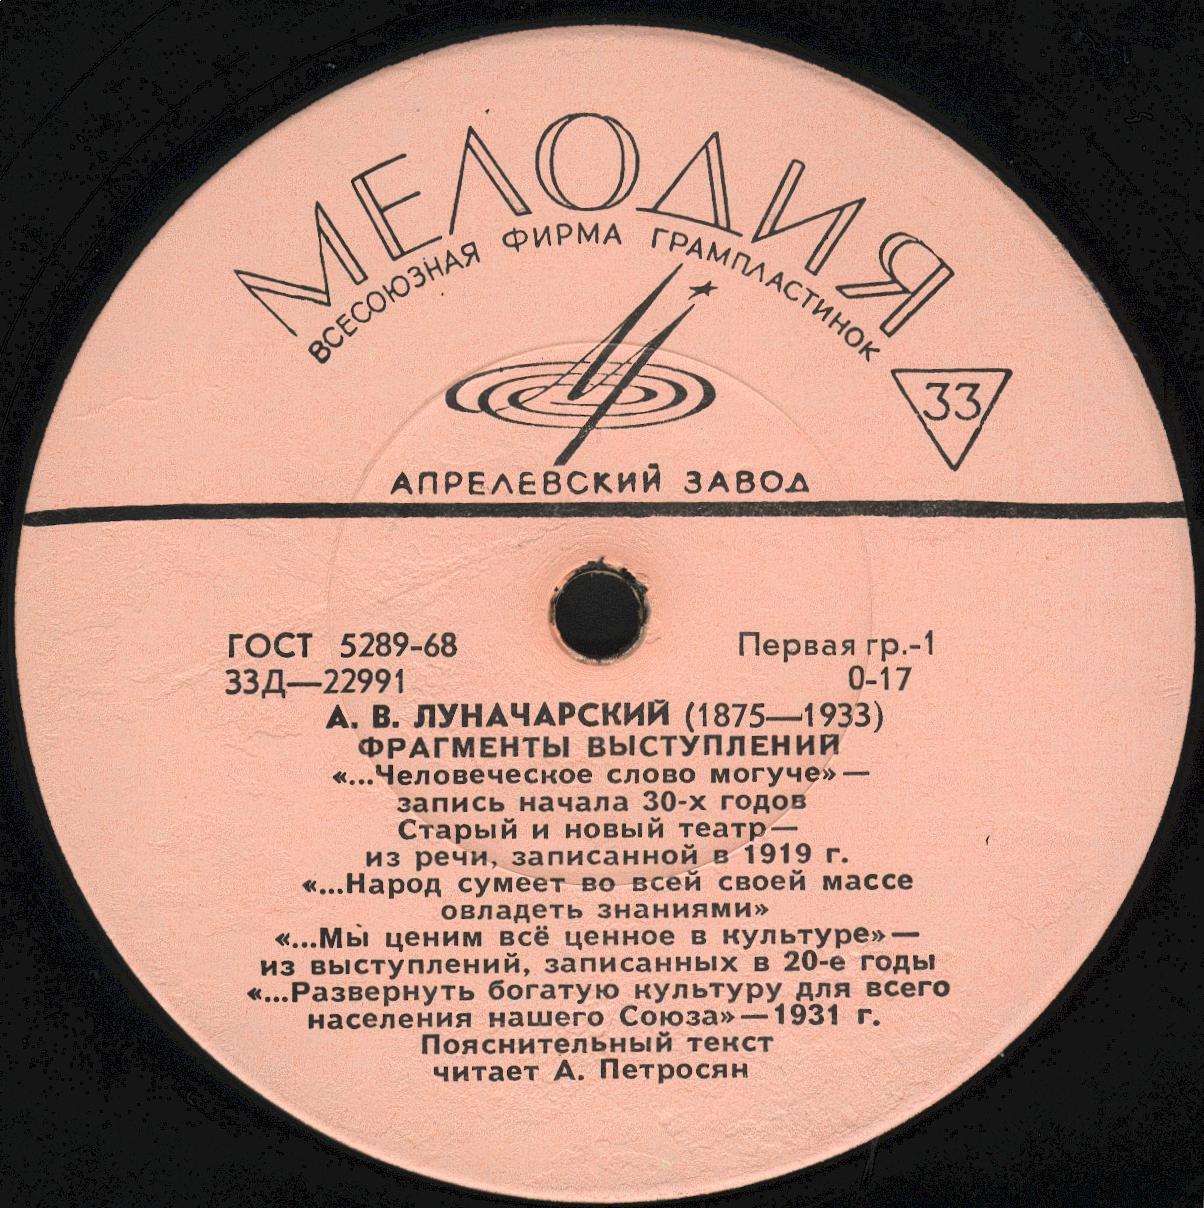 МЕЛОДИЯ
ВСЕСОЮЗНАЯ ФИРМА ГРАМПЛАСТИНОК
33
АПРЕЛЕВСКИЙ ЗАВОД
ГОСТ 5289-68
Первая гр.-1
33Д—22991
0-17
А. В. ЛУНАЧАРСКИЙ (1875—1933)
ФРАГМЕНТЫ ВЫСТУПЛЕНИЙ
«...Человеческое слово могуче» —
запись начала 30-х годов
Старый и новый театр—
из речи, записанной в 1919 г.
«...Народ сумеет во всей своей массе
овладеть знаниями»
«...Мы ценим всё ценное в культуре»—
из выступлений, записанных в 20-е годы
«...Развернуть богатую культуру для всего
населения нашего Союза»—1931 г.
Пояснительный текст
читает А. Петросян